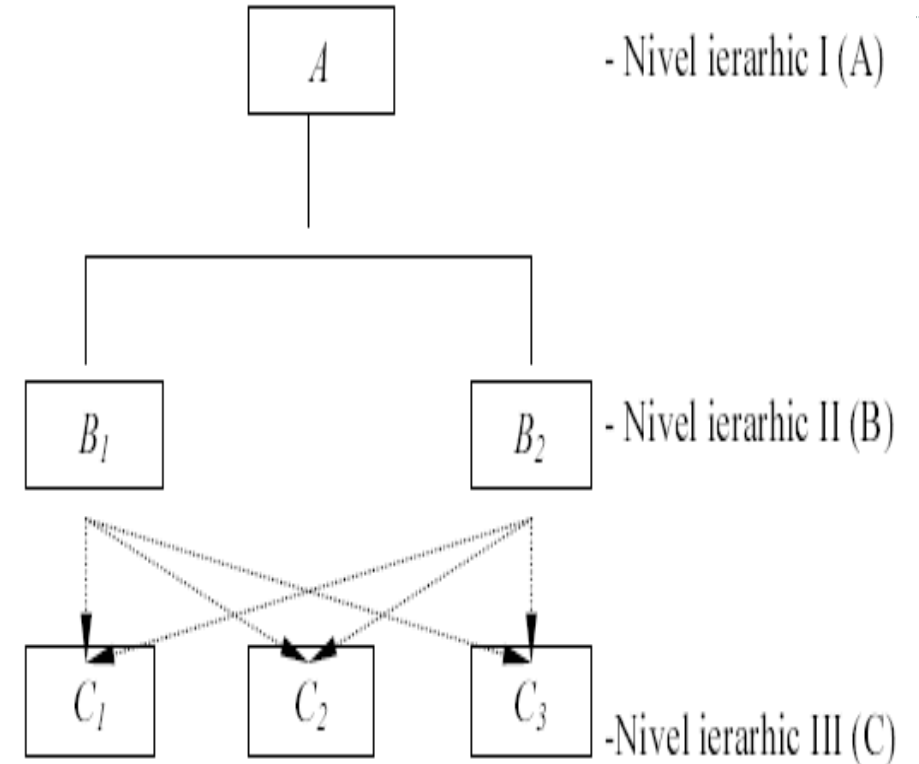 A - Nivel ierarhic I (A)
B1 B2 - Nivel ierarhic II (B)
C1 C2 C3 -Nivel ierarhic III (C)